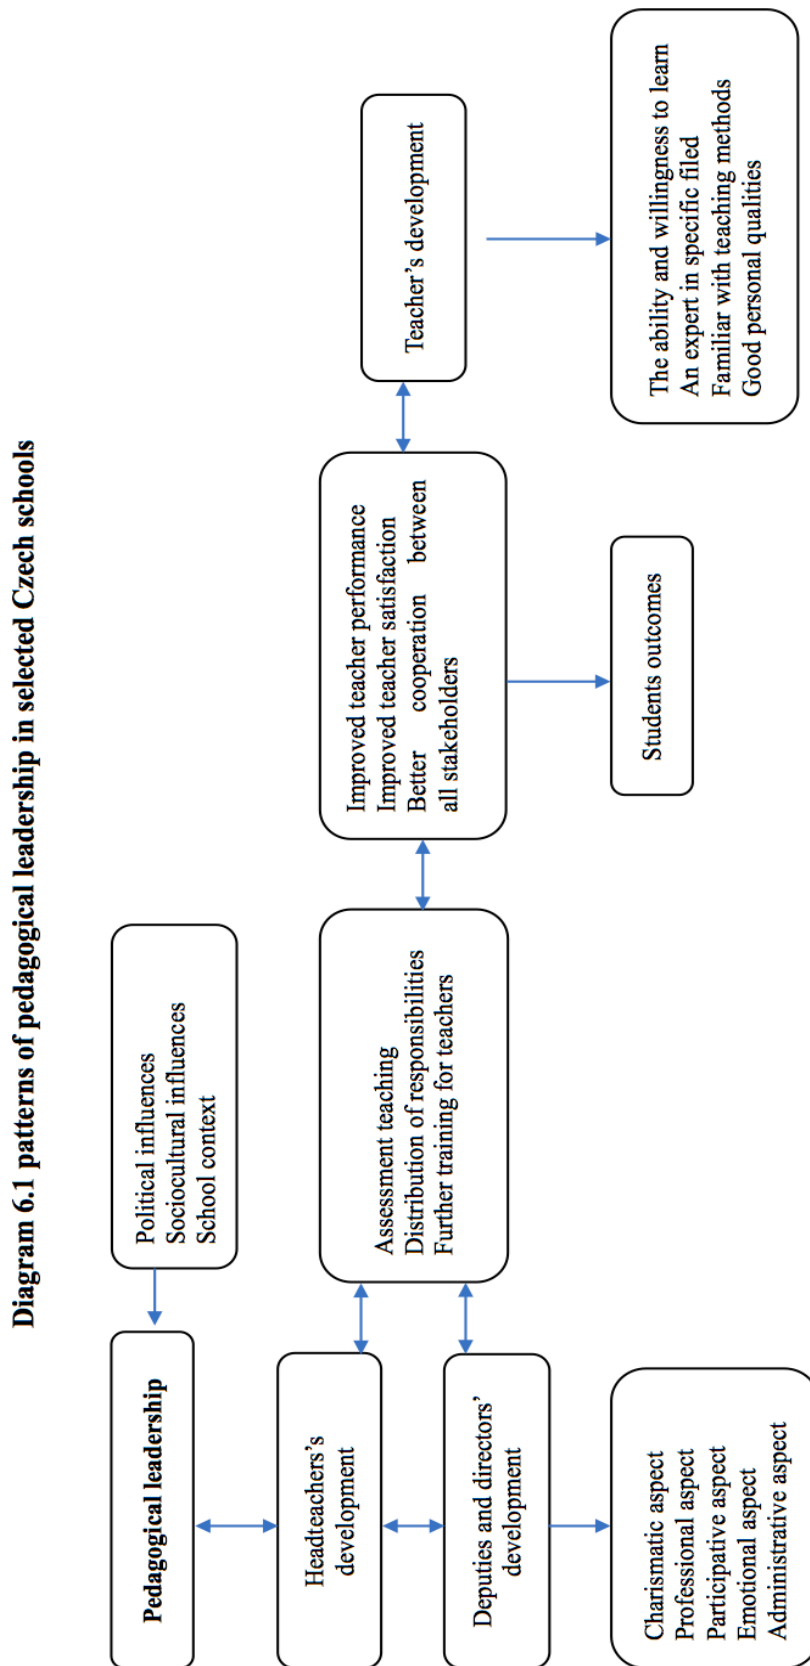 Diagram 6.1 patterns of pedagogical leadership in selected Czech schools
Pedagogical leadership
Political influences
Sociocultural influences
School context
Headteachers's
development
Deputies and directors'
development
Charismatic aspect
Professional aspect
Participative aspect
Emotional aspect
Administrative aspect
Assessment teaching
Distribution of responsibilities
Further training for teachers
Improved teacher performance
Improved teacher satisfaction
Better cooperation between
all stakeholders
Students outcomes
Teacher's development
The ability and willingness to learn
An expert in specific filed
Familiar with teaching methods
Good personal qualities